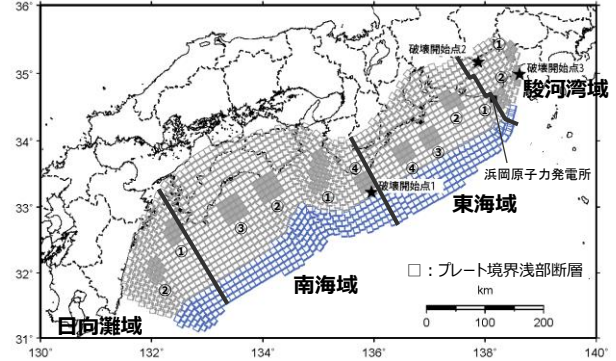 36°
35°
34°
33°
32°
31°
130°
132°
134°
136°
138°
140°
破壊開始点2
①
破壊開始点3
②
駿河湾域
①
②
③
浜岡原子力発電所
④
④
破壊開始点1
東海域
①
②
③
①
②
南海域
日向灘域
□：プレート境界浅部断層
km
0
100
200